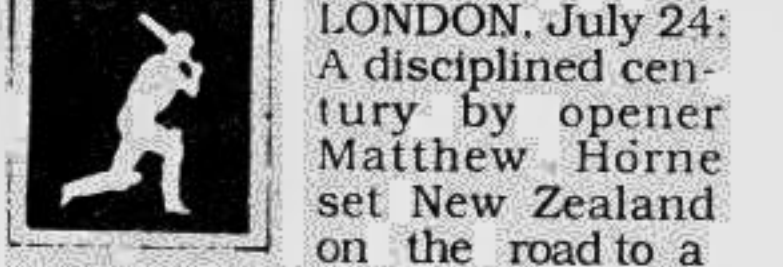 LONDON, July 24:
A disciplined cen-
tury by opener
Matthew Horne
set New Zealand
on the road to a